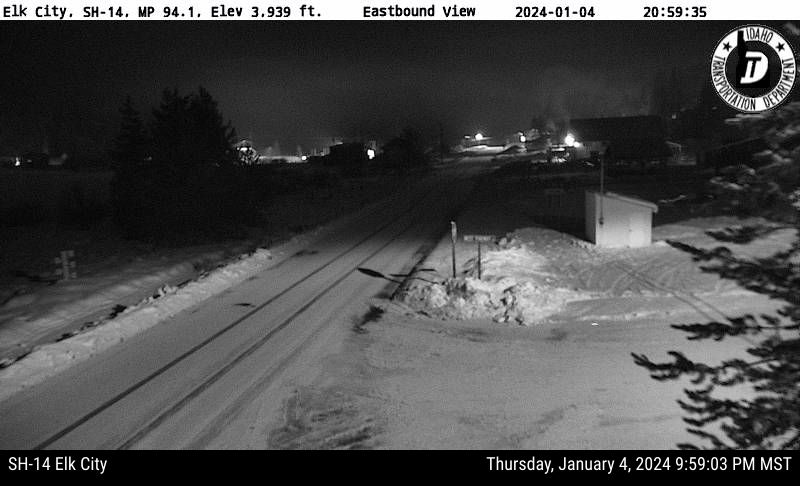 Elk City, SH-14, MP 94.1, Elev 3,939 ft. Eastbound View 2024-01-04 20:59:35
IDAHO
TRANSPORTATION DEPARTMENT
SH-14 Elk City Thursday, January 4, 2024 9:59:03 PM MST